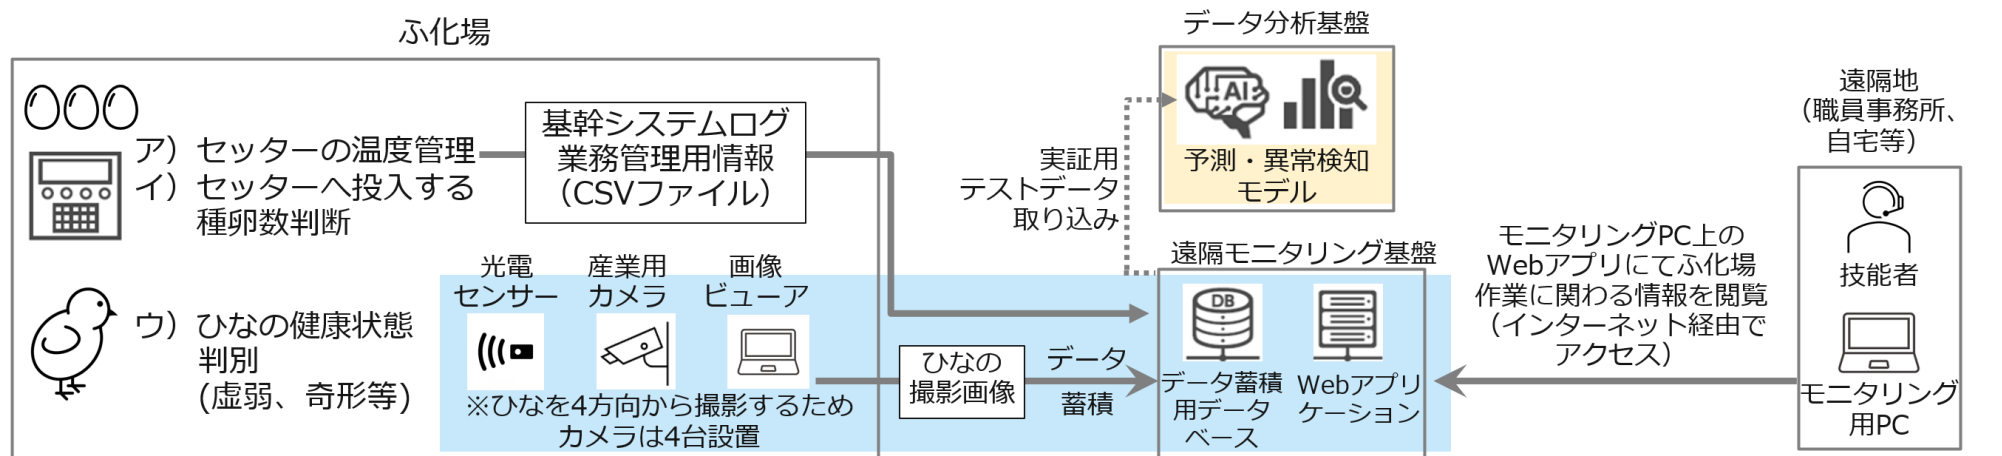 ふ化場
ア）セッターの温度管理
イ）セッターへ投入する
種卵数判断
基幹システムログ
業務管理用情報
（CSVファイル）
ウ）ひなの健康状態
判別
(虚弱、奇形等)
光電
センサー
産業用
カメラ
画像
ビューア
※ひなを4方向から撮影するため
カメラは4台設置
ひなの
撮影画像
データ
蓄積
データ分析基盤
AI
予測・異常検知
モデル
実証用
テストデータ
取り込み
遠隔モニタリング基盤
DB
データ蓄積
用データ
ベース
Webアプリ
ケーション
モニタリングPC上の
Webアプリにてふ化場
作業に関わる情報を閲覧
（インターネット経由で
アクセス）
遠隔地
（職員事務所、
自宅等）
技能者
モニタリング
用PC